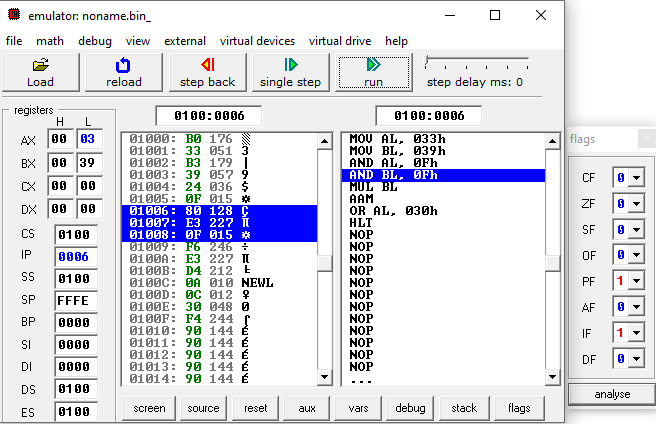 emulator: noname.bin_
file math debug view external virtual devices virtual drive help
Load reload step back single step run step delay ms: 0
registers
H L
AX 00 03
BX 00 39
CX 00 00
DX 00 00
CS 0100
IP 0006
SS 0100
SP FFFE
BP 0000
SI 0000
DI 0000
DS 0100
ES 0100
0100:0006
01000: B0 176 ▒
01001: 33 051 3
01002: B3 179 │
01003: 39 057 9
01004: 24 036 $
01005: 0F 015 ☼
01006: 80 128 Ç
01007: E3 227 π
01008: 0F 015 ☼
01009: F6 246 ÷
0100A: E3 227 π
0100B: D4 212 ╘
0100C: 0A 010 NEWL
0100D: 0C 012 ♀
0100E: 30 048 0
0100F: F4 244 ⌠
01010: 90 144 É
01011: 90 144 É
01012: 90 144 É
01013: 90 144 É
01014: 90 144 É
0100:0006
MOV AL, 033h
MOV BL, 039h
AND AL, 0Fh
AND BL, 0Fh
MUL BL
AAM
OR AL, 030h
HLT
NOP
NOP
NOP
NOP
NOP
NOP
NOP
NOP
NOP
NOP
NOP
NOP
...
screen source reset aux vars debug stack flags
flags
CF 0
ZF 0
SF 0
OF 0
PF 1
AF 0
IF 1
DF 0
analyse